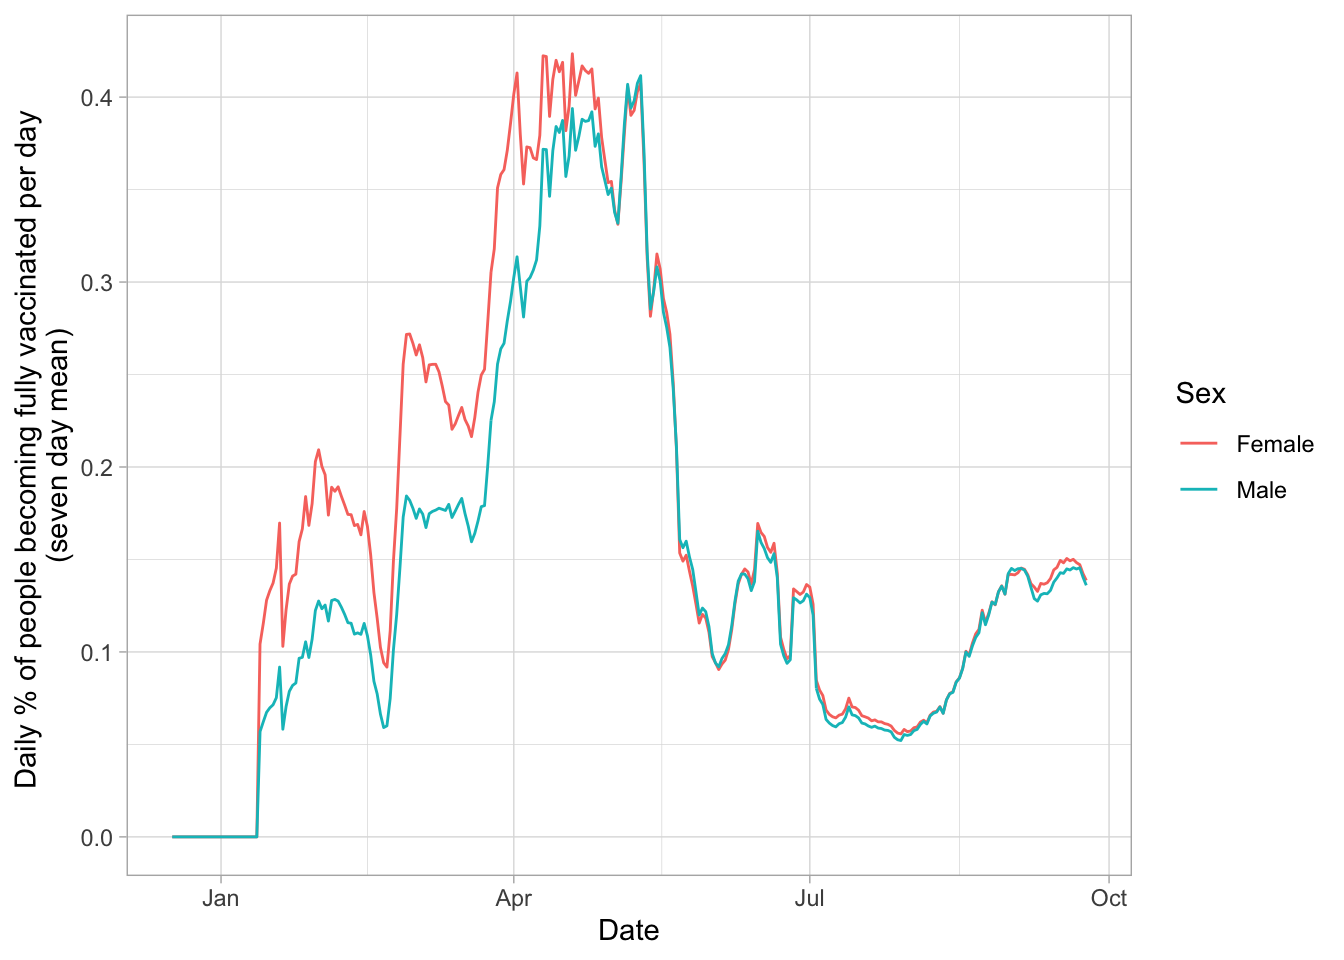 Daily % of people becoming fully vaccinated per day
(seven day mean)
0.4
0.3
0.2
0.1
0.0
Jan
Apr
Jul
Oct
Date
Sex
Female
Male